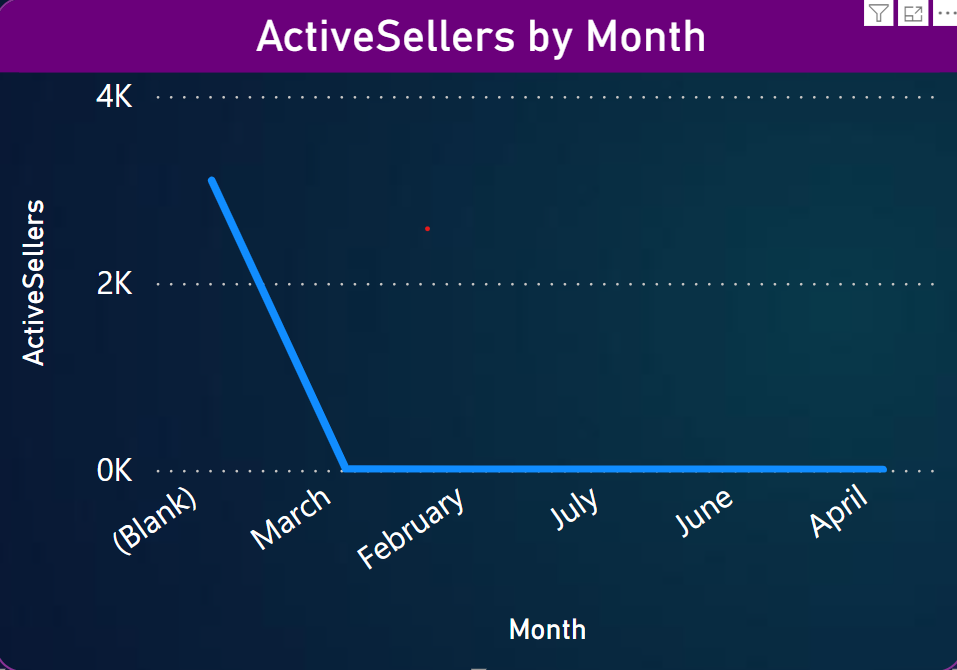 ActiveSellers by Month
4K
2K
0K
ActiveSellers
(Blank)
March
February
July
June
April
Month